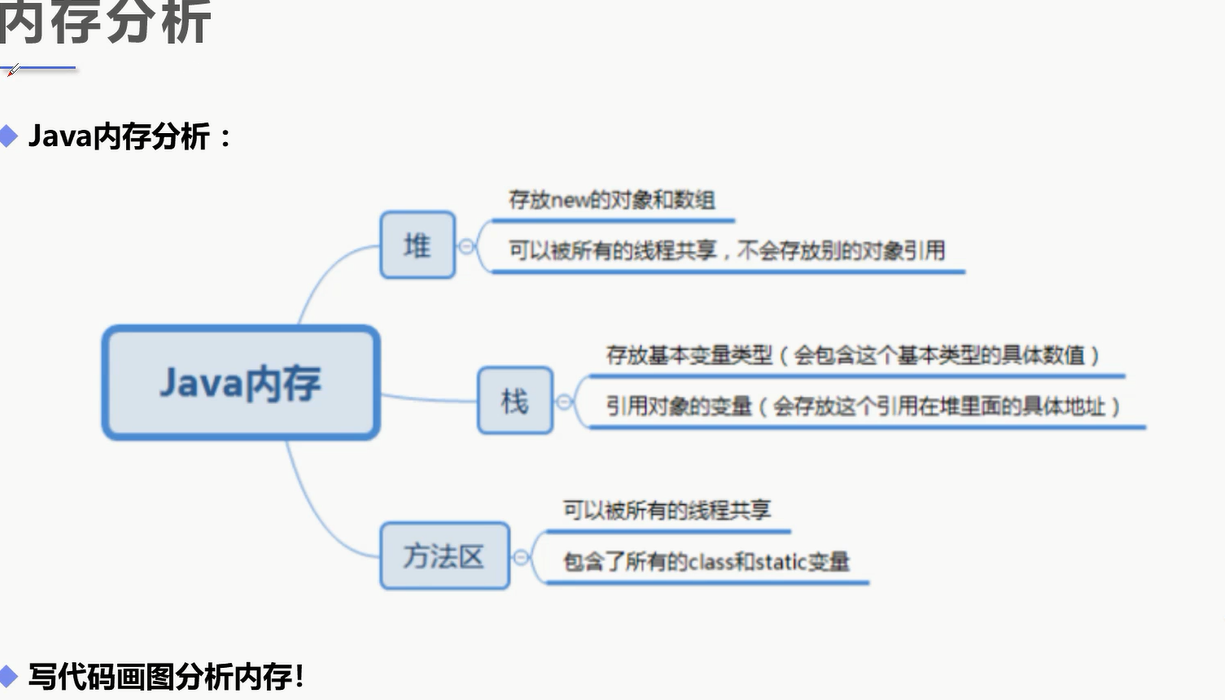 内存分析
Java内存分析：
存放new的对象和数组
堆
可以被所有的线程共享，不会存放别的对象引用
Java内存
存放基本变量类型（会包含这个基本类型的具体数值）
栈
引用对象的变量（会存放这个引用在堆里面的具体地址）
可以被所有的线程共享
方法区
包含了所有的class和static变量
写代码画图分析内存！